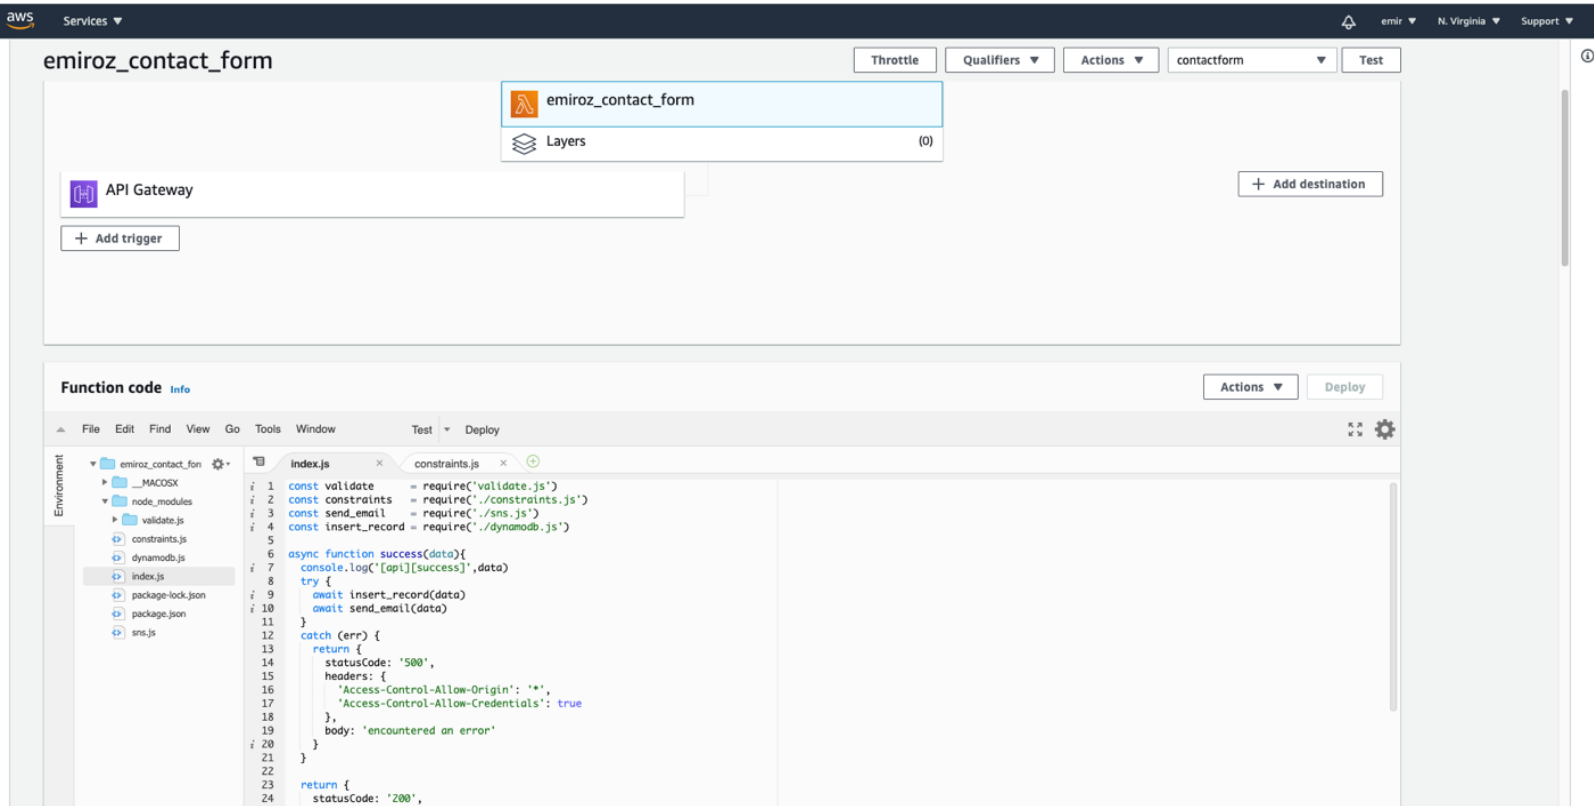 aws Services ▼ emir ▼ N. Virginia ▼ Support ▼
emiroz_contact_form Throttle Qualifiers ▼ Actions ▼ contactform ▼ Test
emiroz_contact_form
Layers (0)
API Gateway
+ Add destination
+ Add trigger
Function code Info Actions ▼ Deploy
File Edit Find View Go Tools Window Test Deploy
Environment
emiroz_contact_fon
__MACOSX
node_modules
validate.js
constraints.js
dynamodb.js
index.js
package-lock.json
package.json
sns.js
index.js × constraints.js ×
i 1 const validate = require('validate.js')
i 2 const constraints = require('./constraints.js')
i 3 const send_email = require('./sns.js')
i 4 const insert_record = require('./dynamodb.js')
5
6 async function success(data){
i 7 console.log('[api][success]',data)
8 try {
i 9 await insert_record(data)
i 10 await send_email(data)
11 }
12 catch (err) {
13 return {
14 statusCode: '500',
15 headers: {
16 'Access-Control-Allow-Origin': '*',
17 'Access-Control-Allow-Credentials': true
18 },
19 body: 'encountered an error'
i 20 }
21 }
22
23 return {
24 statusCode: '200',